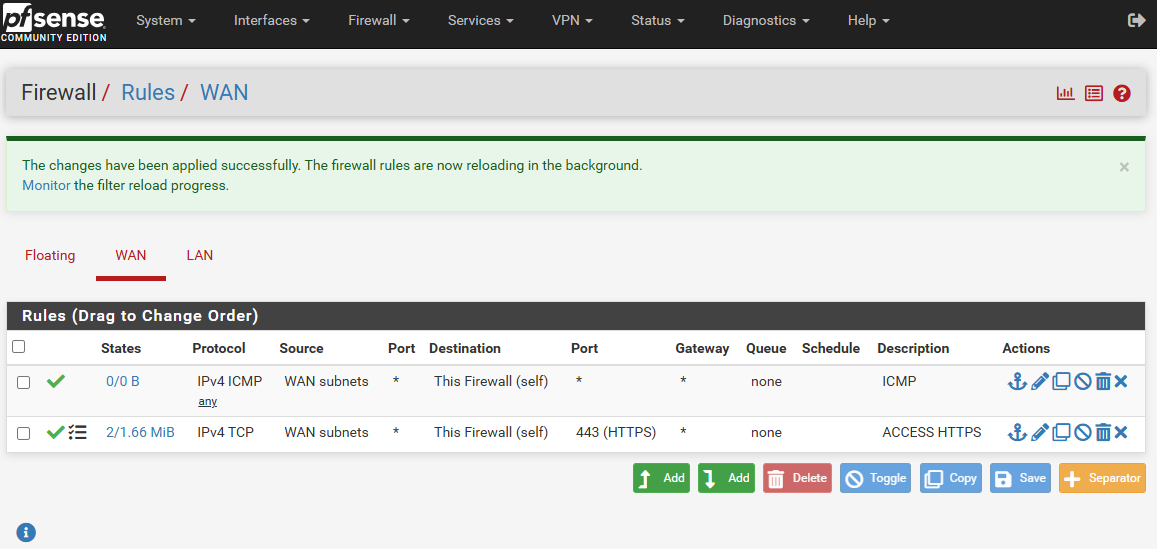 pfsense
COMMUNITY EDITION
System Interfaces Firewall Services VPN Status Diagnostics Help
Firewall / Rules / WAN
The changes have been applied successfully. The firewall rules are now reloading in the background.
Monitor the filter reload progress.
×
Floating WAN LAN
Rules (Drag to Change Order)
States Protocol Source Port Destination Port Gateway Queue Schedule Description Actions
0/0 B IPv4 ICMP WAN subnets * This Firewall (self) * * none ICMP
any
2/1.66 MiB IPv4 TCP WAN subnets * This Firewall (self) 443 (HTTPS) * none ACCESS HTTPS
Add Add Delete Toggle Copy Save Separator